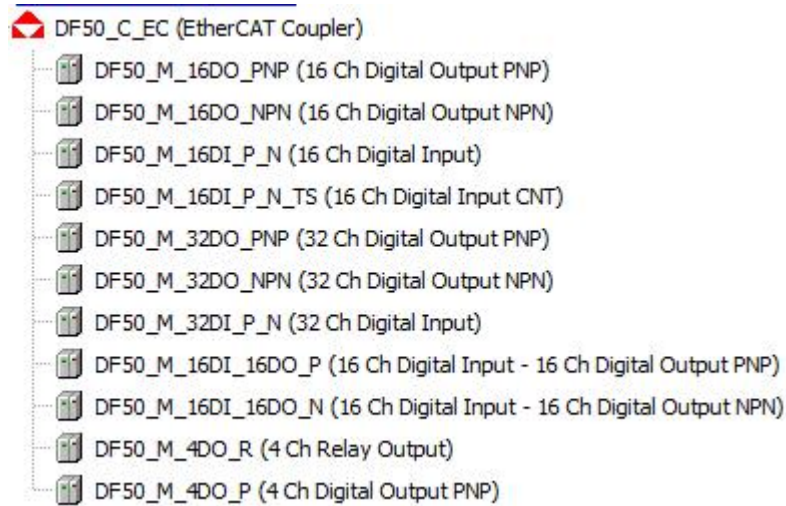 DF50_C_EC (EtherCAT Coupler)
DF50_M_16DO_PNP (16 Ch Digital Output PNP)
DF50_M_16DO_NPN (16 Ch Digital Output NPN)
DF50_M_16DI_P_N (16 Ch Digital Input)
DF50_M_16DI_P_N_TS (16 Ch Digital Input CNT)
DF50_M_32DO_PNP (32 Ch Digital Output PNP)
DF50_M_32DO_NPN (32 Ch Digital Output NPN)
DF50_M_32DI_P_N (32 Ch Digital Input)
DF50_M_16DI_16DO_P (16 Ch Digital Input - 16 Ch Digital Output PNP)
DF50_M_16DI_16DO_N (16 Ch Digital Input - 16 Ch Digital Output NPN)
DF50_M_4DO_R (4 Ch Relay Output)
DF50_M_4DO_P (4 Ch Digital Output PNP)